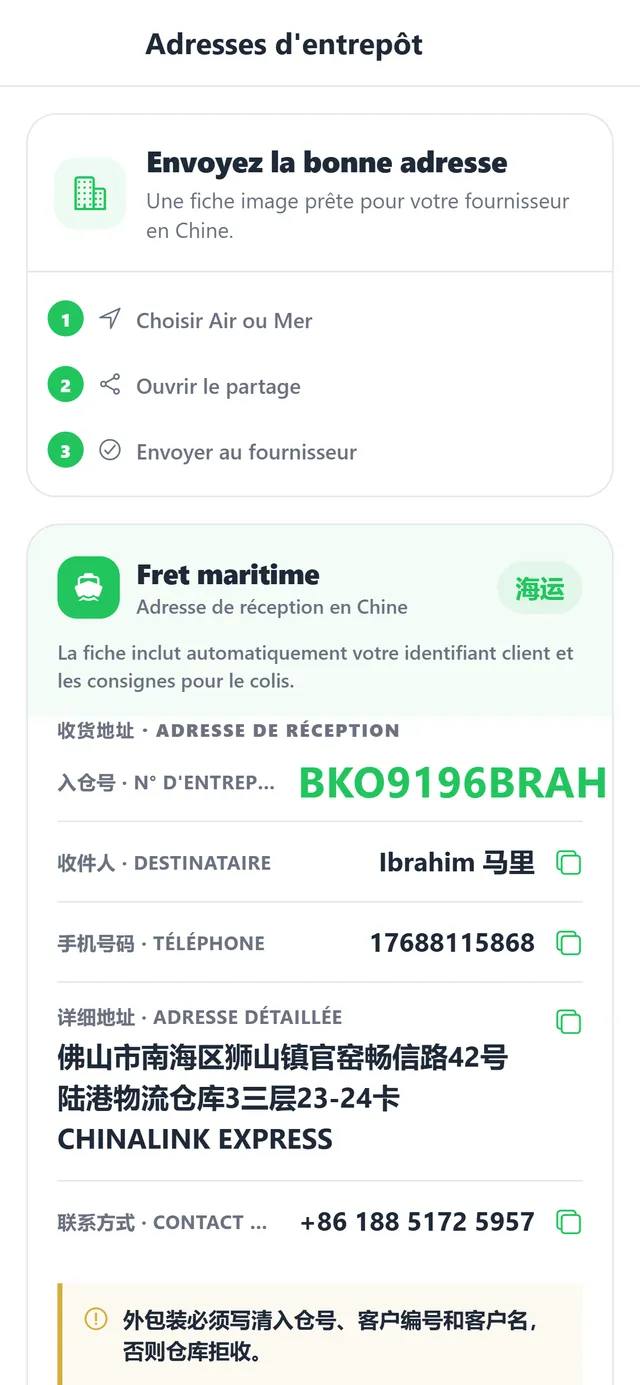 Adresses d'entrepôt
Envoyez la bonne adresse
Une fiche image prête pour votre fournisseur
en Chine.
1 Choisir Air ou Mer
2 Ouvrir le partage
3 Envoyer au fournisseur
Fret maritime
海运
Adresse de réception en Chine
La fiche inclut automatiquement votre identifiant client et
les consignes pour le colis.
收货地址 · ADRESSE DE RÉCEPTION
入仓号 · N° D'ENTREP... BKO9196BRAH
收件人 · DESTINATAIRE Ibrahim 马里
手机号码 · TÉLÉPHONE 17688115868
详细地址 · ADRESSE DÉTAILLÉE
佛山市南海区狮山镇官窑畅信路42号
陆港物流仓库3三层23-24卡
CHINALINK EXPRESS
联系方式 · CONTACT ... +86 188 5172 5957
外包装必须写清入仓号、客户编号和客户名，
否则仓库拒收。